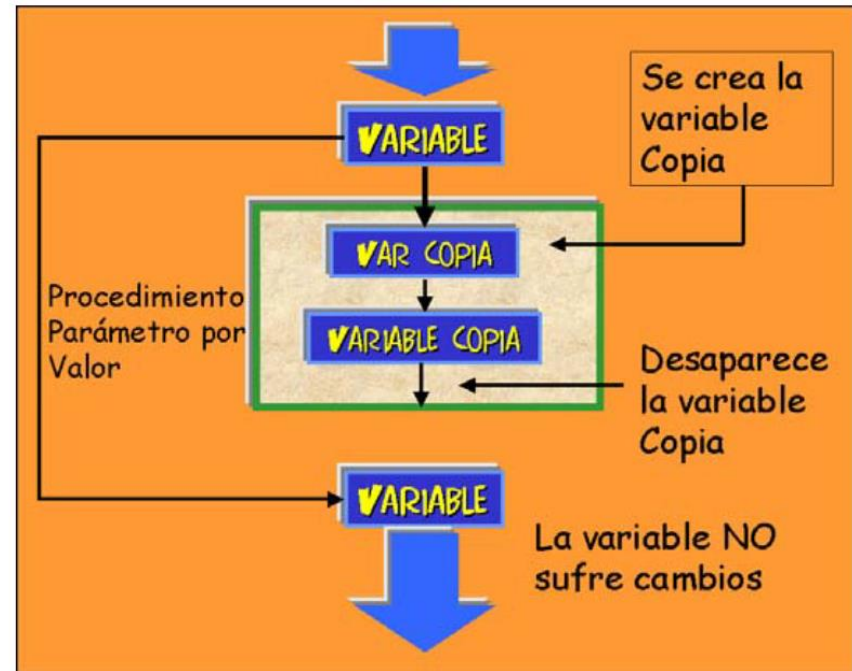 VARIABLE
Se crea la
variable
Copia
VAR COPIA
VARIABLE COPIA
Procedimiento
Parámetro por
Valor
Desaparece
la variable
Copia
VARIABLE
La variable NO
sufre cambios